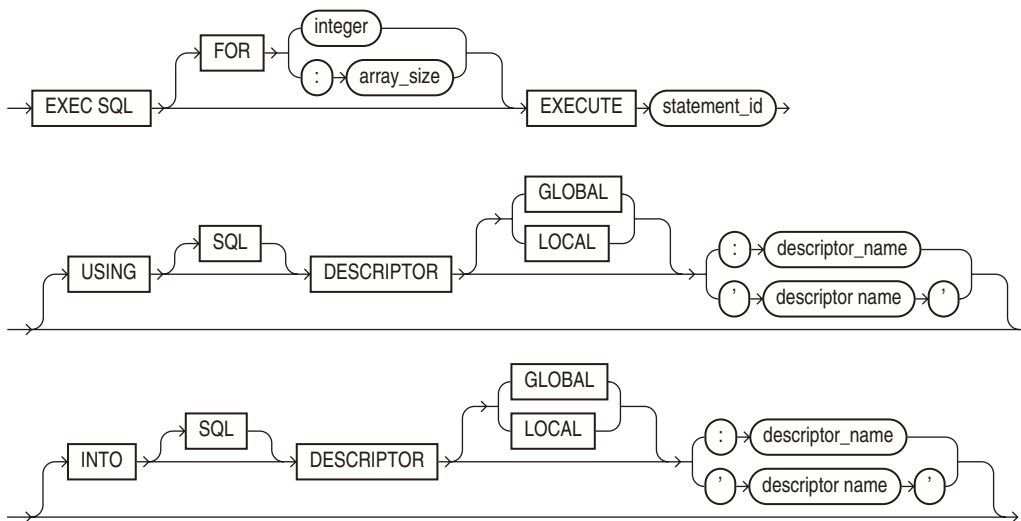 integer
FOR
: array_size
EXEC SQL EXECUTE statement_id
GLOBAL
SQL LOCAL : descriptor_name
USING DESCRIPTOR ’ descriptor name ’
GLOBAL
SQL LOCAL : descriptor_name
INTO DESCRIPTOR ’ descriptor name ’